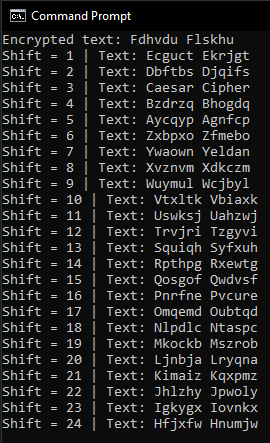 Command Prompt
Encrypted text: Fdhvdu Flskhu
Shift = 1 | Text: Ecguct Ekrjgt
Shift = 2 | Text: Dbftbs Djqifs
Shift = 3 | Text: Caesar Cipher
Shift = 4 | Text: Bzdrzq Bhogdq
Shift = 5 | Text: Aycqyp Agnfcp
Shift = 6 | Text: Zxbpxo Zfmebo
Shift = 7 | Text: Ywaown Yeldan
Shift = 8 | Text: Xvznvm Xdkczm
Shift = 9 | Text: Wuymul Wcjbyl
Shift = 10 | Text: Vtxltk Vbiaxk
Shift = 11 | Text: Uswksj Uahzwj
Shift = 12 | Text: Trvjri Tzgyvi
Shift = 13 | Text: Squiqh Syfxuh
Shift = 14 | Text: Rpthpg Rxewtg
Shift = 15 | Text: Qosgof Qwdvsf
Shift = 16 | Text: Pnrfne Pvcure
Shift = 17 | Text: Omqemd Oubtqd
Shift = 18 | Text: Nlpdlc Ntaspc
Shift = 19 | Text: Mkockb Mszrob
Shift = 20 | Text: Ljnbja Lryqna
Shift = 21 | Text: Kimaiz Kqxpmz
Shift = 22 | Text: Jhlzhy Jpwoly
Shift = 23 | Text: Igkygx Iovnkx
Shift = 24 | Text: Hfjxfw Hnumjw